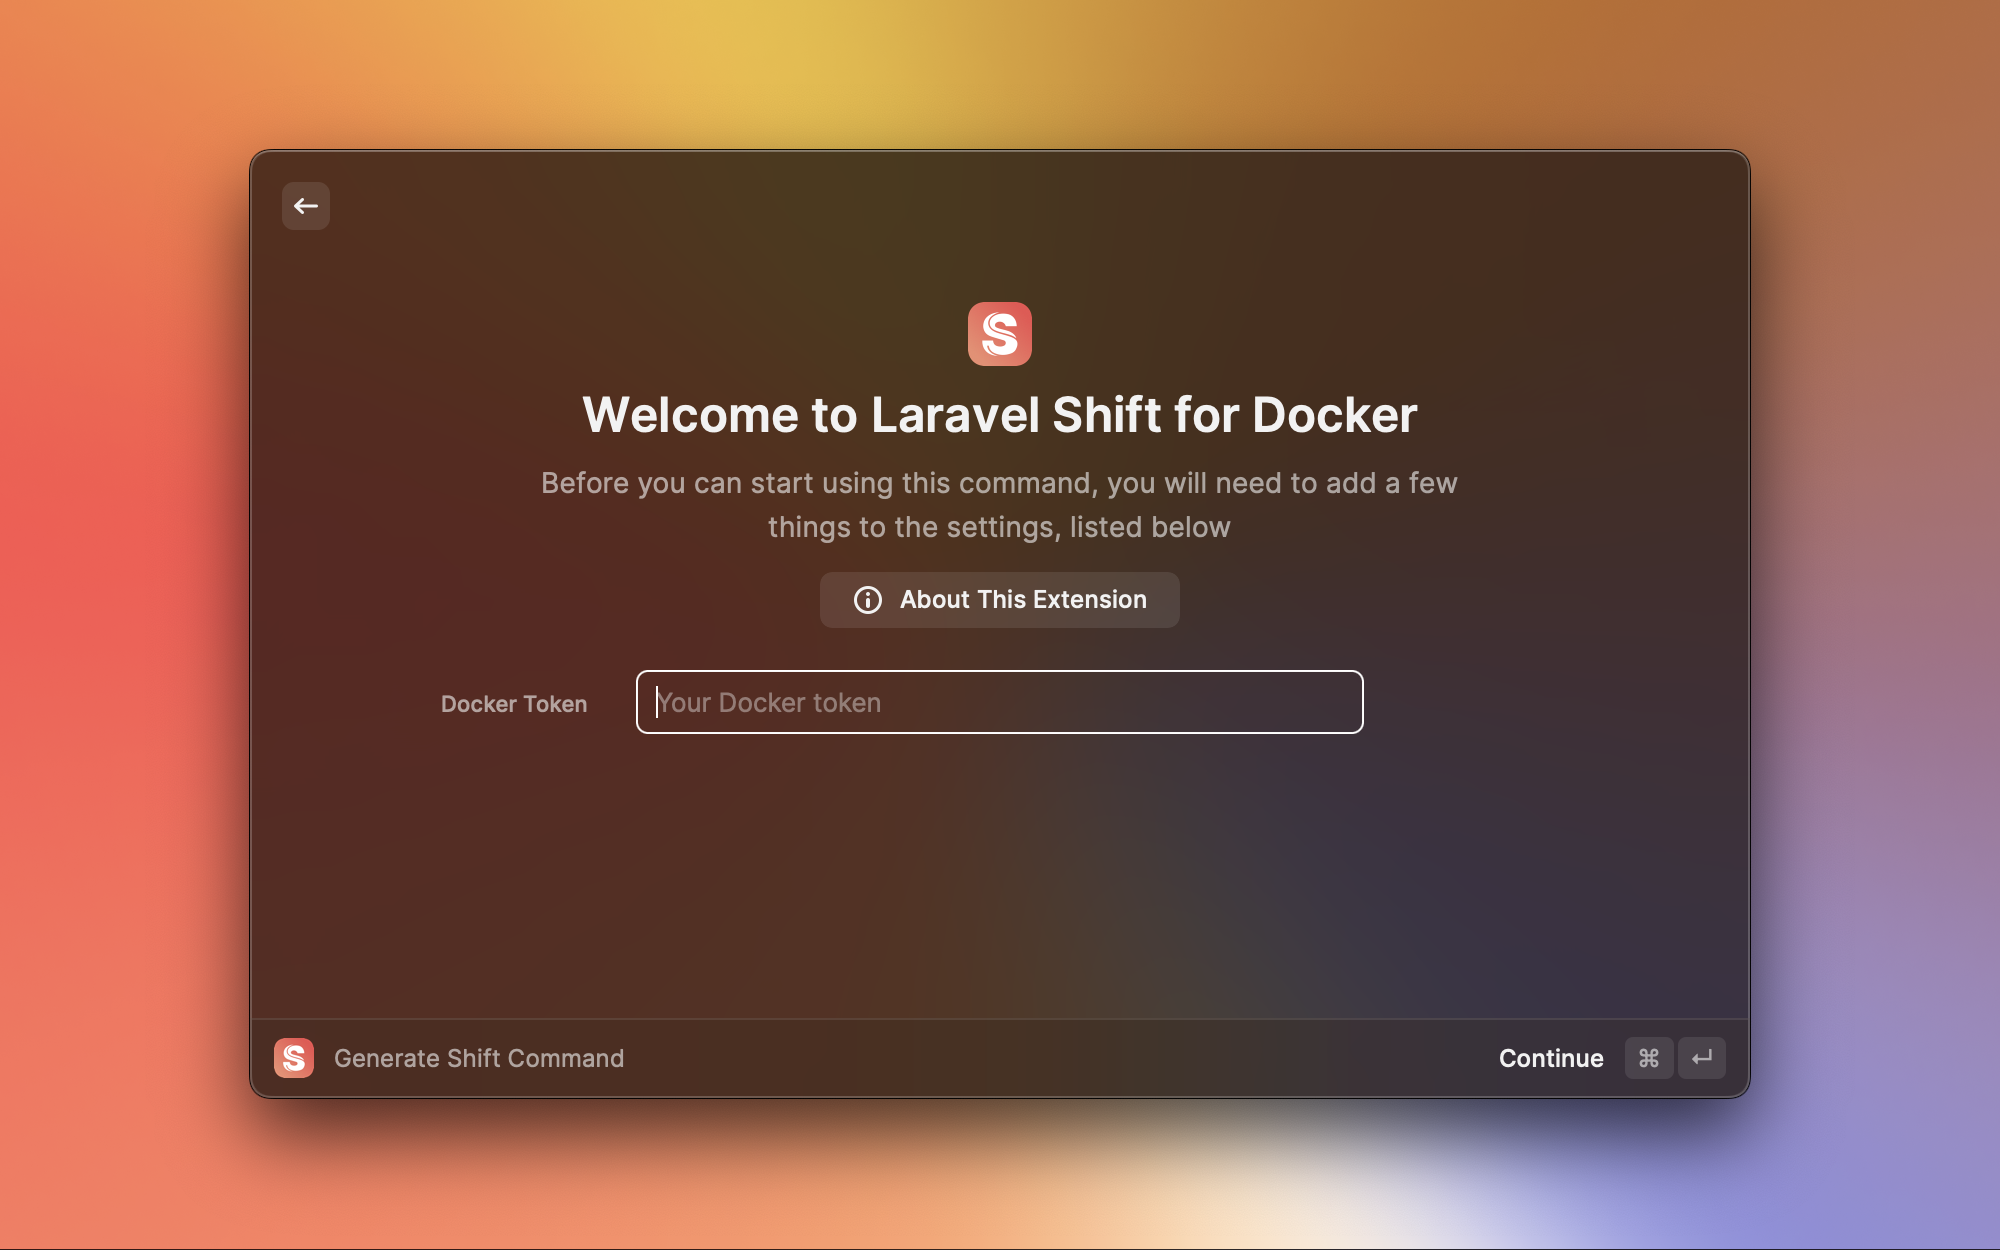 S
Welcome to Laravel Shift for Docker
Before you can start using this command, you will need to add a few
things to the settings, listed below
About This Extension
Docker Token
Your Docker token
S
Generate Shift Command
Continue ⌘ ↵